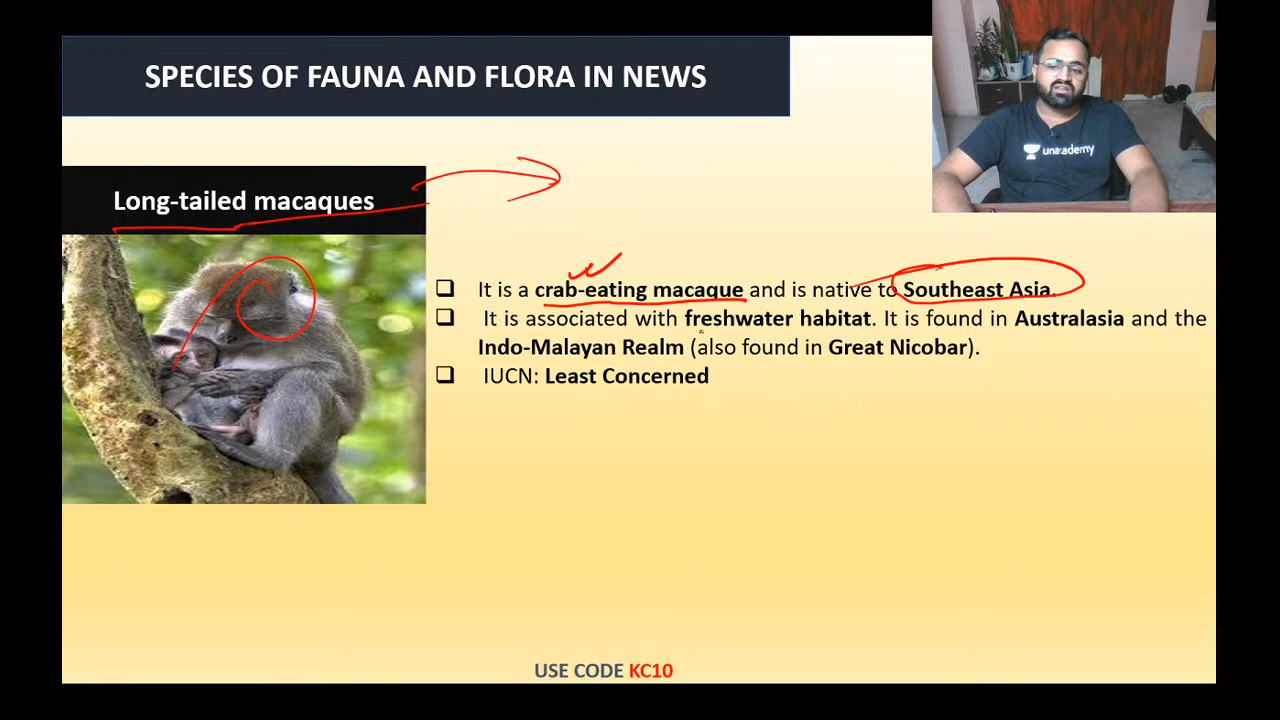 SPECIES OF FAUNA AND FLORA IN NEWS
unacademy
Long-tailed macaques
❑ It is a crab-eating macaque and is native to Southeast Asia.
❑ It is associated with freshwater habitat. It is found in Australasia and the
Indo-Malayan Realm (also found in Great Nicobar).
❑ IUCN: Least Concerned
USE CODE KC10